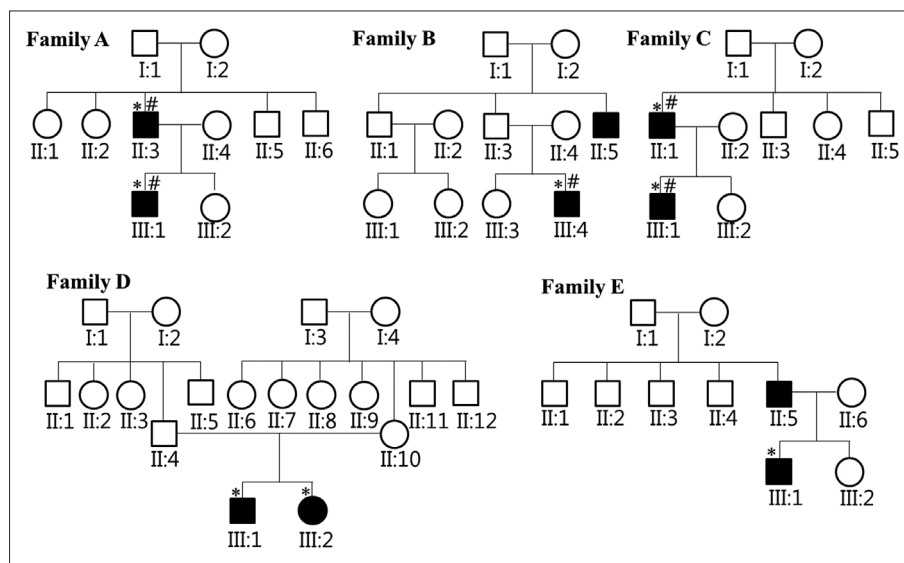 Family A
I:1 I:2
* #
II:1 II:2 II:3 II:4 II:5 II:6
* #
III:1 III:2
Family B
I:1 I:2
II:1 II:2 II:3 II:4 II:5
* #
III:1 III:2 III:3 III:4
Family C
I:1 I:2
* #
II:1 II:2 II:3 II:4 II:5
* #
III:1 III:2
Family D
I:1 I:2 I:3 I:4
II:1 II:2 II:3 II:5 II:6 II:7 II:8 II:9 II:11 II:12
II:4 II:10
* *
III:1 III:2
Family E
I:1 I:2
II:1 II:2 II:3 II:4 II:5 II:6
*
III:1 III:2